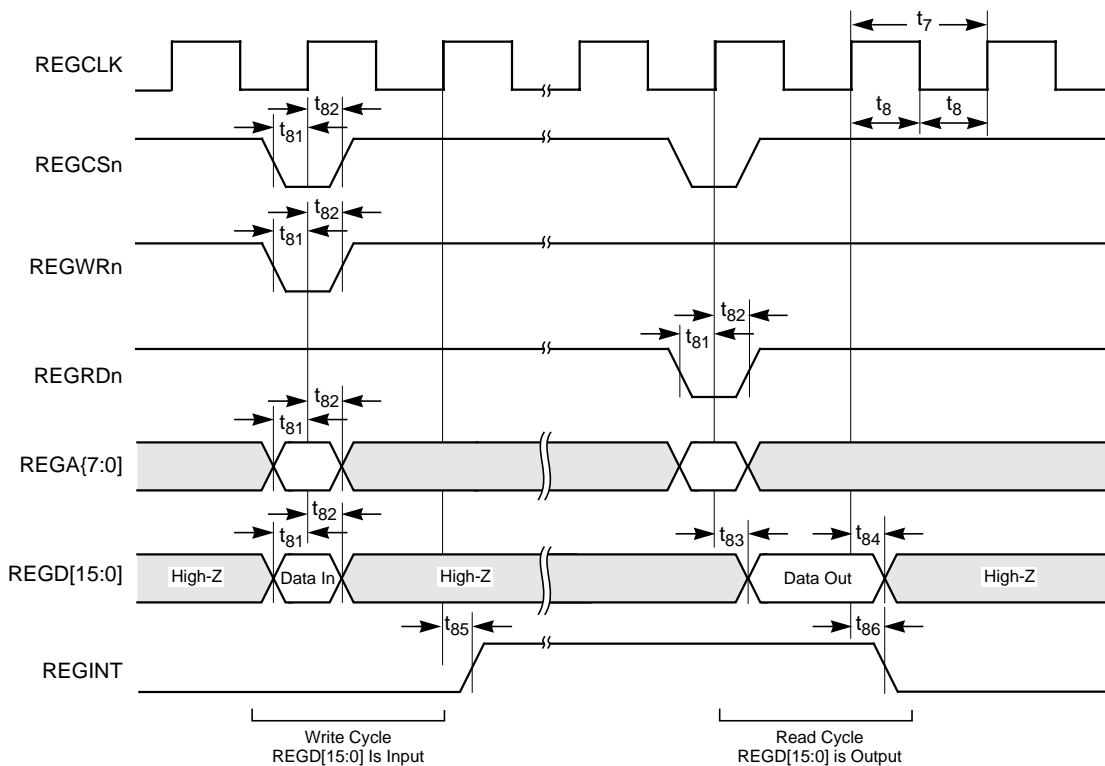 t7
REGCLK
t82
t8 t8
t81
REGCSn
t82
t81
REGWRn
t82
t81
REGRDn
t82
t81
REGA{7:0]
t82
t81 t83 t84
REGD[15:0] High-Z Data In High-Z Data Out High-Z
t85 t86
REGINT
Write Cycle
REGD[15:0] Is Input
Read Cycle
REGD[15:0] is Output